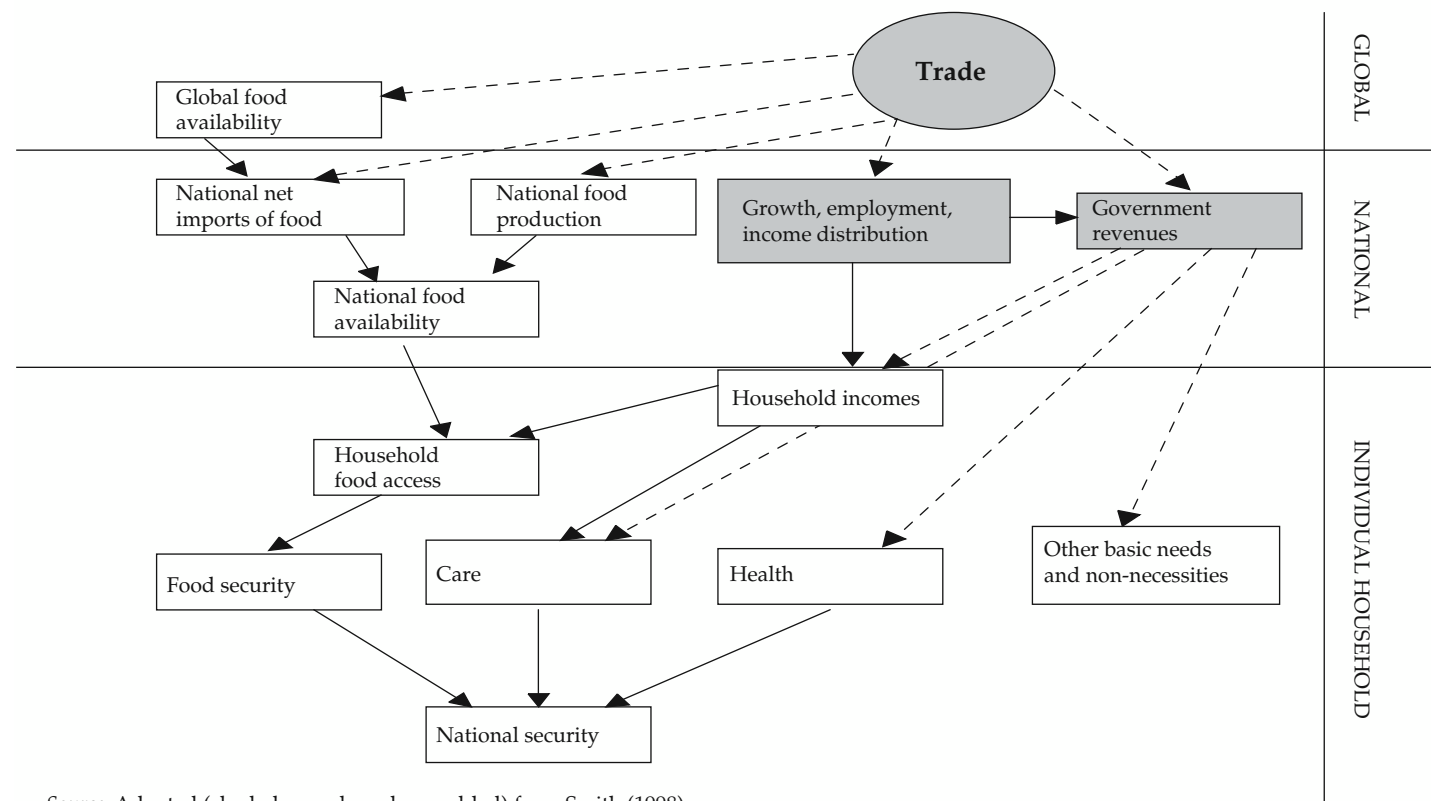 Trade
GLOBAL
Global food
availability
National net
imports of food
National food
production
Growth, employment,
income distribution
Government
revenues
NATIONAL
National food
availability
Household incomes
Household
food access
INDIVIDUAL HOUSEHOLD
Food security
Care
Health
Other basic needs
and non-necessities
National security